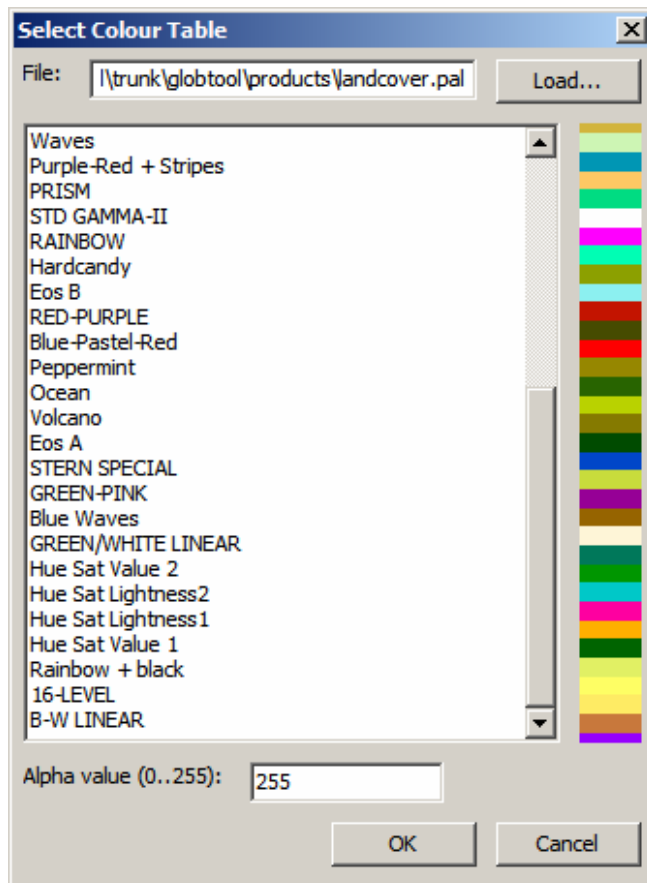 Select Colour Table
File: l\trunk\globtool\products\landcover.pal Load...
Waves
Purple-Red + Stripes
PRISM
STD GAMMA-II
RAINBOW
Hardcandy
Eos B
RED-PURPLE
Blue-Pastel-Red
Peppermint
Ocean
Volcano
Eos A
STERN SPECIAL
GREEN-PINK
Blue Waves
GREEN/WHITE LINEAR
Hue Sat Value 2
Hue Sat Lightness2
Hue Sat Lightness1
Hue Sat Value 1
Rainbow + black
16-LEVEL
B-W LINEAR
Alpha value (0..255): 255
OK Cancel